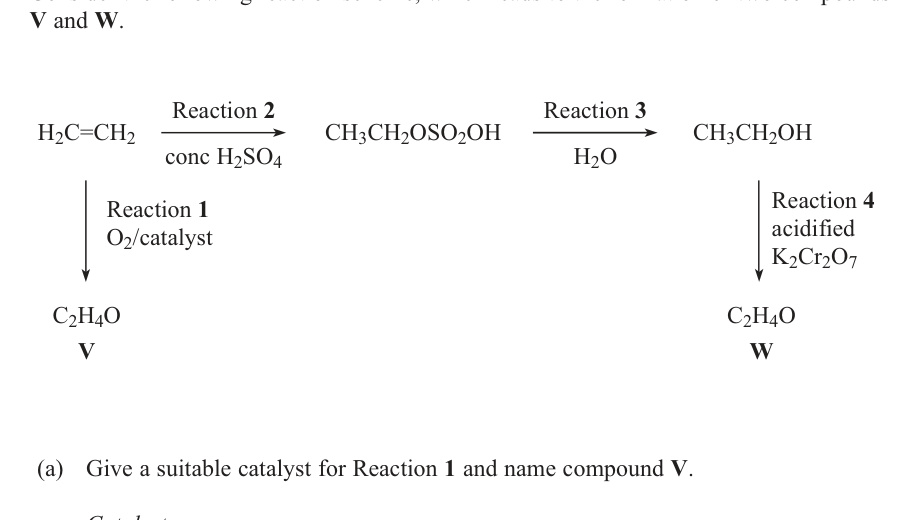 V and W.
Reaction 2
Reaction 3
H₂C=CH₂
CH₃CH₂OSO₂OH
CH₃CH₂OH
conc H₂SO₄
H₂O
Reaction 1
O₂/catalyst
Reaction 4
acidified
K₂Cr₂O₇
C₂H₄O
V
C₂H₄O
W
(a) Give a suitable catalyst for Reaction 1 and name compound V.